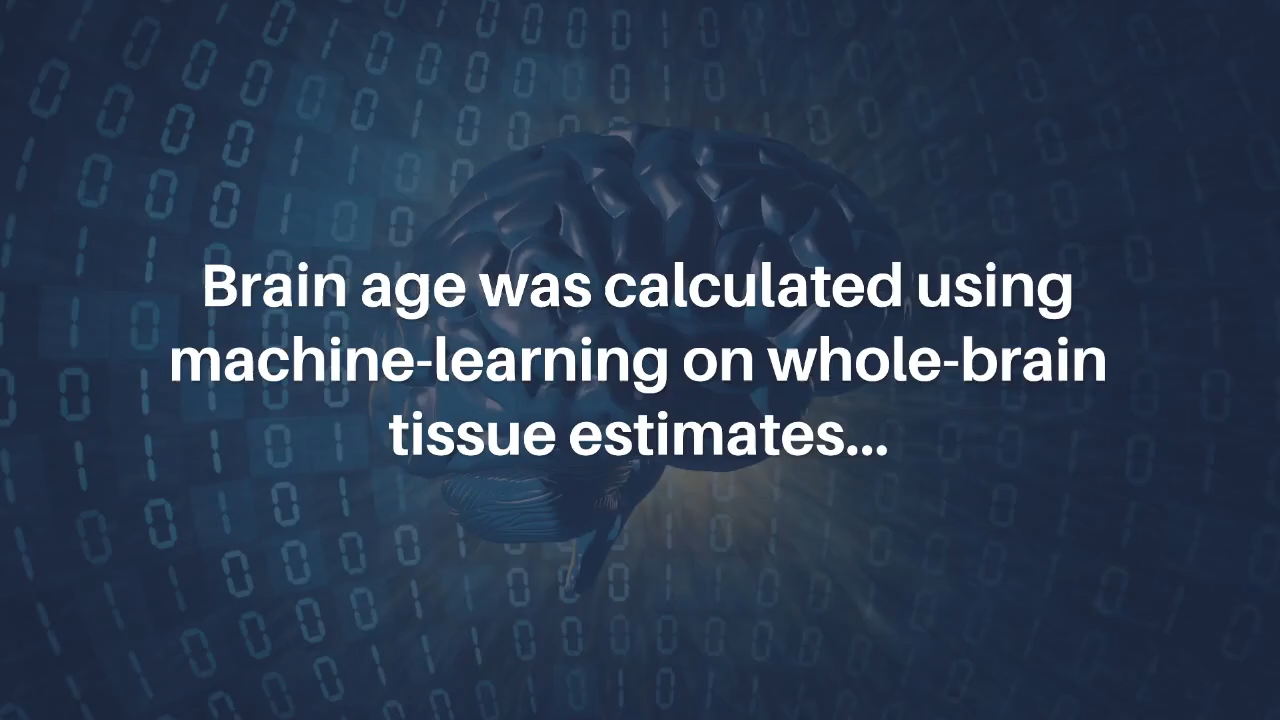 Brain age was calculated using
machine-learning on whole-brain
tissue estimates...